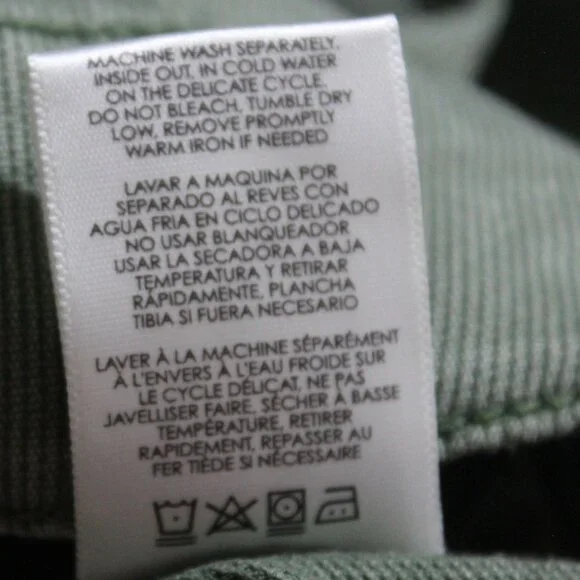 MACHINE WASH SEPARATELY,
INSIDE OUT, IN COLD WATER
ON THE DELICATE CYCLE.
DO NOT BLEACH, TUMBLE DRY
LOW, REMOVE PROMPTLY
WARM IRON IF NEEDED
LAVAR A MAQUINA POR
SEPARADO AL REVES CON
AGUA FRIA EN CICLO DELICADO
NO USAR BLANQUEADOR
USAR LA SECADORA A BAJA
TEMPERATURA Y RETIRAR
RÁPIDAMENTE, PLANCHA
TIBIA SI FUERA NECESARIO
LAVER À LA MACHINE SÉPARÉMENT
À L'ENVERS À L'EAU FROIDE SUR
LE CYCLE DÉLICAT, NE PAS
JAVELLISER FAIRE, SÉCHER À BASSE
TEMPÉRATURE, RETIRER
RAPIDEMENT, REPASSER AU
FER TIÈDE SI NÉCESSAIRE